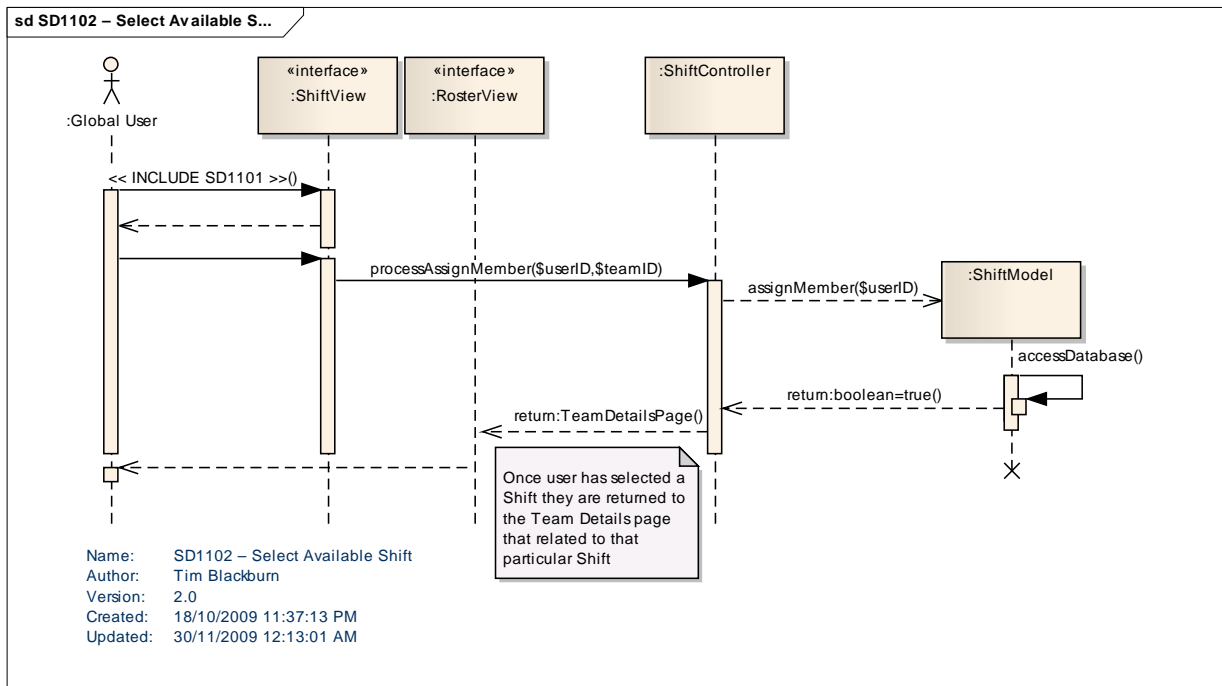 sd SD1102 – Select Available S...
«interface»
:ShiftView
«interface»
:RosterView
:ShiftController
:Global User
<< INCLUDE SD1101 >>()
processAssignMember($userID,$teamID)
:ShiftModel
assignMember($userID)
accessDatabase()
return:boolean=true()
return:TeamDetailsPage()
Once user has selected a
Shift they are returned to
the Team Details page
that related to that
particular Shift
Name: SD1102 – Select Available Shift
Author: Tim Blackburn
Version: 2.0
Created: 18/10/2009 11:37:13 PM
Updated: 30/11/2009 12:13:01 AM